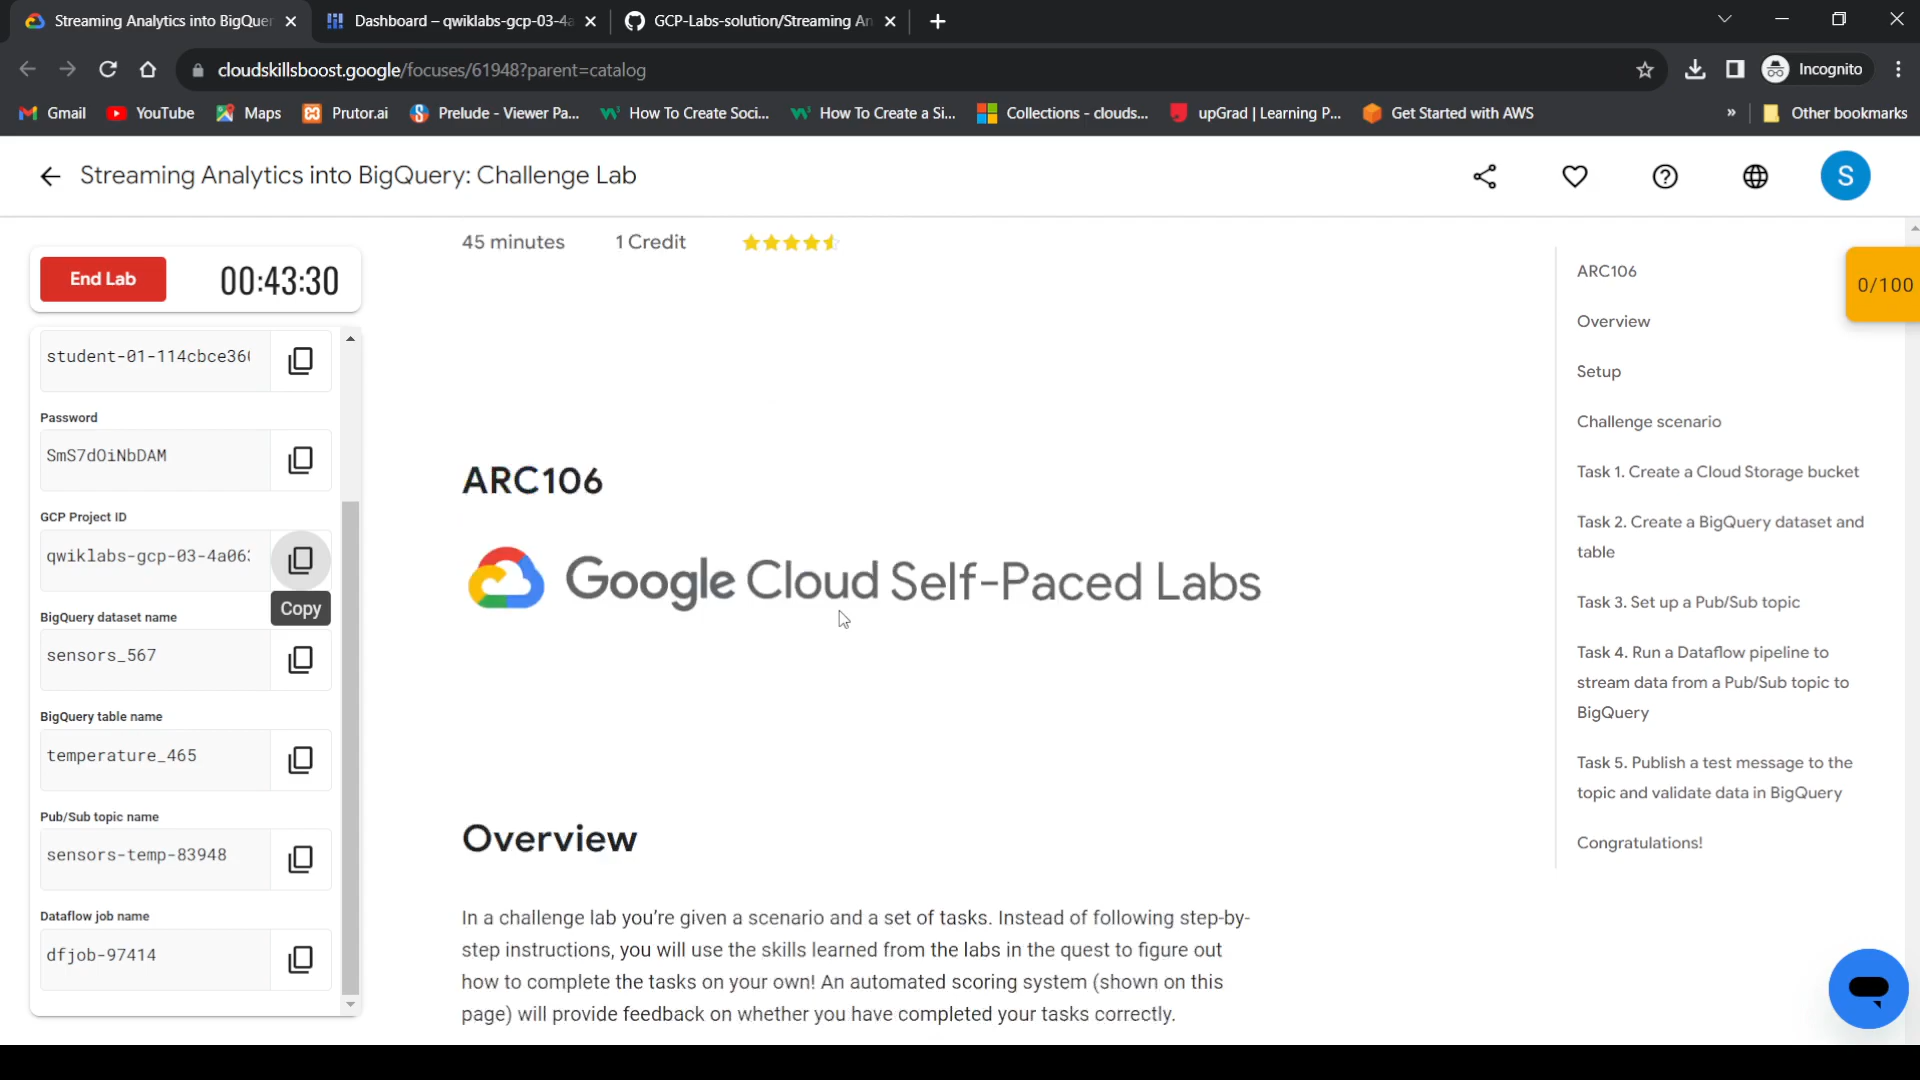 Streaming Analytics into BigQuer
Dashboard – qwiklabs-gcp-03-4a
GCP-Labs-solution/Streaming An
cloudskillsboost.google/focuses/61948?parent=catalog
Incognito
Gmail
YouTube
Maps
Prutor.ai
Prelude - Viewer Pa...
How To Create Soci...
How To Create a Si...
Collections - clouds...
upGrad | Learning P...
Get Started with AWS
»
Other bookmarks
Streaming Analytics into BigQuery: Challenge Lab
S
45 minutes
1 Credit
End Lab
00:43:30
student-01-114cbce360
Password
SmS7dOiNbDAM
GCP Project ID
qwiklabs-gcp-03-4a063
Copy
BigQuery dataset name
sensors_567
BigQuery table name
temperature_465
Pub/Sub topic name
sensors-temp-83948
Dataflow job name
dfjob-97414
ARC106
Google Cloud Self-Paced Labs
Overview
In a challenge lab you’re given a scenario and a set of tasks. Instead of following step-by-
step instructions, you will use the skills learned from the labs in the quest to figure out
how to complete the tasks on your own! An automated scoring system (shown on this
page) will provide feedback on whether you have completed your tasks correctly.
ARC106
Overview
Setup
Challenge scenario
Task 1. Create a Cloud Storage bucket
Task 2. Create a BigQuery dataset and
table
Task 3. Set up a Pub/Sub topic
Task 4. Run a Dataflow pipeline to
stream data from a Pub/Sub topic to
BigQuery
Task 5. Publish a test message to the
topic and validate data in BigQuery
Congratulations!
0/100